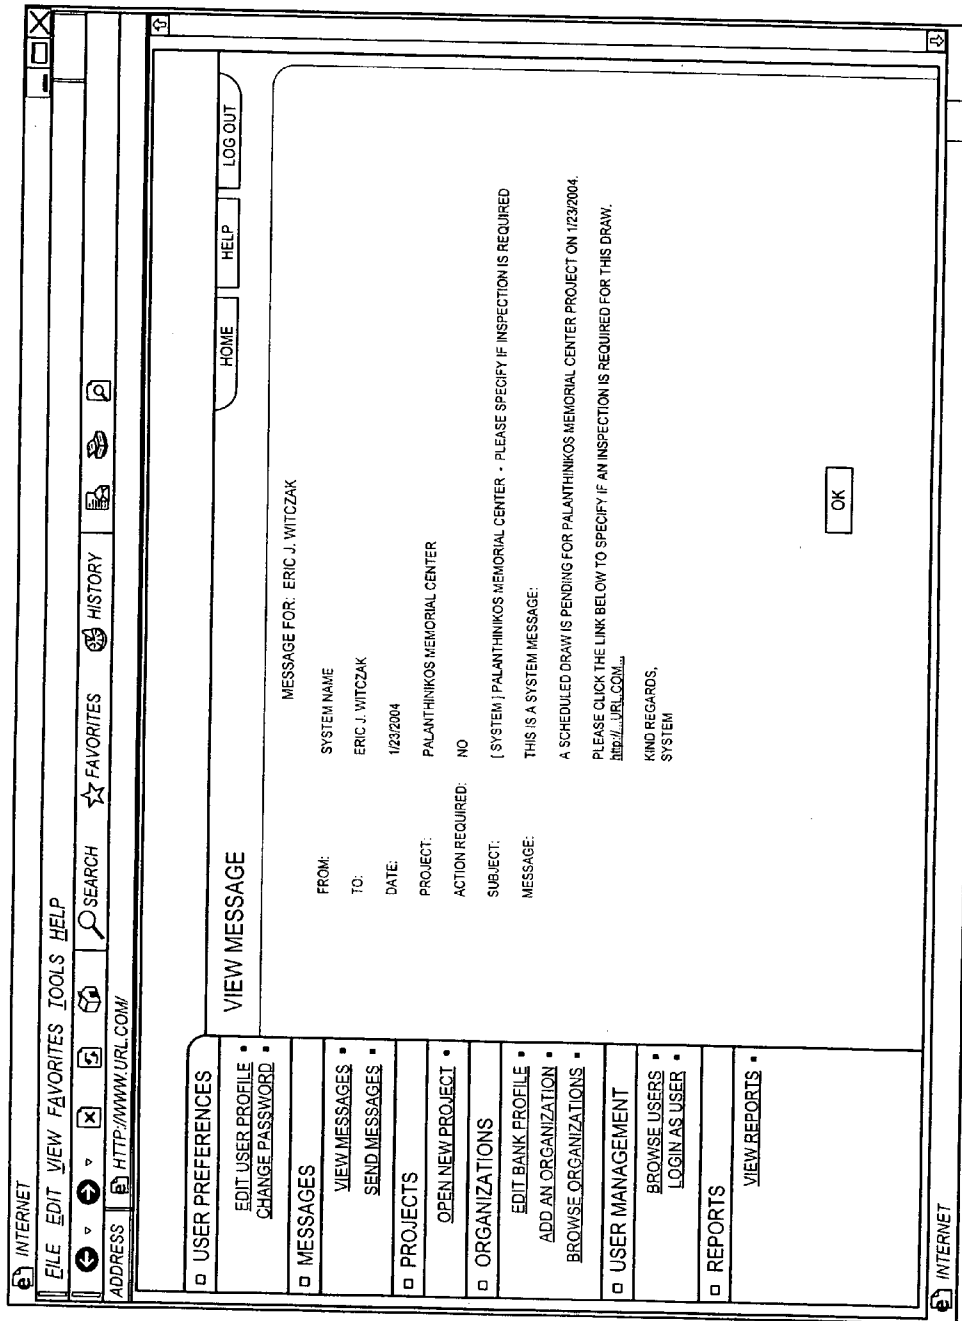 INTERNET
FILE EDIT VIEW FAVORITES TOOLS HELP
SEARCH FAVORITES HISTORY
ADDRESS HTTP://WWW.URL.COM/
HOME HELP LOG OUT
USER PREFERENCES
EDIT USER PROFILE
CHANGE PASSWORD
MESSAGES
VIEW MESSAGES
SEND MESSAGES
PROJECTS
OPEN NEW PROJECT
ORGANIZATIONS
EDIT BANK PROFILE
ADD AN ORGANIZATION
BROWSE ORGANIZATIONS
USER MANAGEMENT
BROWSE USERS
LOGIN AS USER
REPORTS
VIEW REPORTS
VIEW MESSAGE
MESSAGE FOR: ERIC J. WITCZAK
FROM: SYSTEM NAME
TO: ERIC J. WITCZAK
DATE: 1/23/2004
PROJECT: PALANTHINIKOS MEMORIAL CENTER
ACTION REQUIRED: NO
SUBJECT: [ SYSTEM ] PALANTHINIKOS MEMORIAL CENTER - PLEASE SPECIFY IF INSPECTION IS REQUIRED
MESSAGE: THIS IS A SYSTEM MESSAGE:
A SCHEDULED DRAW IS PENDING FOR PALANTHINIKOS MEMORIAL CENTER PROJECT ON 1/23/2004.
PLEASE CLICK THE LINK BELOW TO SPECIFY IF AN INSPECTION IS REQUIRED FOR THIS DRAW.
http://...URL.COM...
KIND REGARDS,
SYSTEM
OK
INTERNET